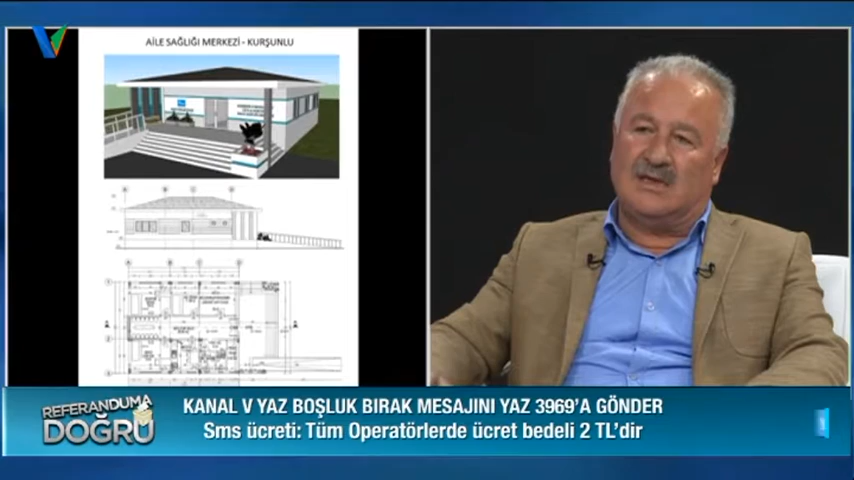 AİLE SAĞLIĞI MERKEZİ - KURŞUNLU
REFERANDUMA
DOĞRU
KANAL V YAZ BOŞLUK BIRAK MESAJINI YAZ 3969'A GÖNDER
Sms ücreti: Tüm Operatörlerde ücret bedeli 2 TL'dir